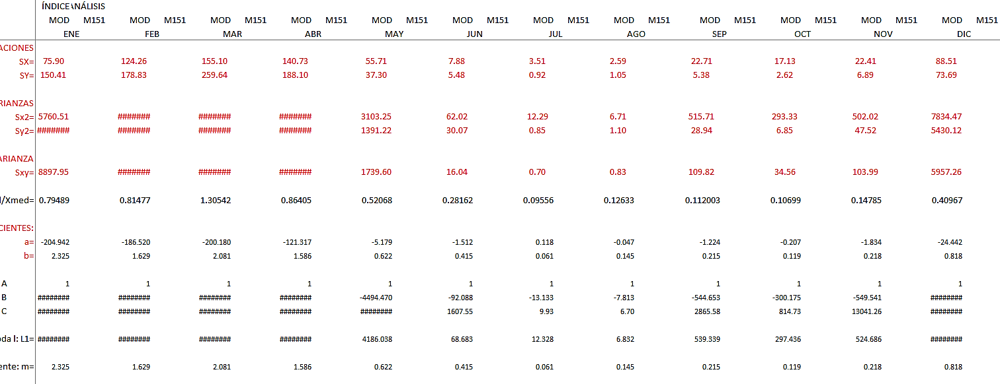 ÍNDICE ANÁLISIS
MOD M151 MOD M151 MOD M151 MOD M151 MOD M151 MOD M151 MOD M151 MOD M151 MOD M151 MOD M151 MOD M151 MOD M151
ENE FEB MAR ABR MAY JUN JUL AGO SEP OCT NOV DIC
ACIONES
SX= 75.90 124.26 155.10 140.73 55.71 7.88 3.51 2.59 22.71 17.13 22.41 88.51
SY= 150.41 178.83 259.64 188.10 37.30 5.48 0.92 1.05 5.38 2.62 6.89 73.69
RIANZAS
Sx2= 5760.51 ####### ####### ####### 3103.25 62.02 12.29 6.71 515.71 293.33 502.02 7834.47
Sy2= ####### ####### ####### ####### 1391.22 30.07 0.85 1.10 28.94 6.85 47.52 5430.12
ARIANZA
Sxy= 8897.95 ####### ####### ####### 1739.60 16.04 0.70 0.83 109.82 34.56 103.99 5957.26
/Xmed= 0.79489 0.81477 1.30542 0.86405 0.52068 0.28162 0.09556 0.12633 0.112003 0.10699 0.14785 0.40967
CIENTES:
a= -204.942 -186.520 -200.180 -121.317 -5.179 -1.512 0.118 -0.047 -1.224 -0.207 -1.834 -24.442
b= 2.325 1.629 2.081 1.586 0.622 0.415 0.061 0.145 0.215 0.119 0.218 0.818
A 1 1 1 1 1 1 1 1 1 1 1 1
B ######## ######## ######## ######## -4494.470 -92.088 -13.133 -7.813 -544.653 -300.175 -549.541 ########
C ######## ######## ######## ######## ######## 1607.55 9.93 6.70 2865.58 814.73 13041.26 ########
oda l: L1= ######## ######## ######## ######## 4186.038 68.683 12.328 6.832 539.339 297.436 524.686 ########
ente: m= 2.325 1.629 2.081 1.586 0.622 0.415 0.061 0.145 0.215 0.119 0.218 0.818